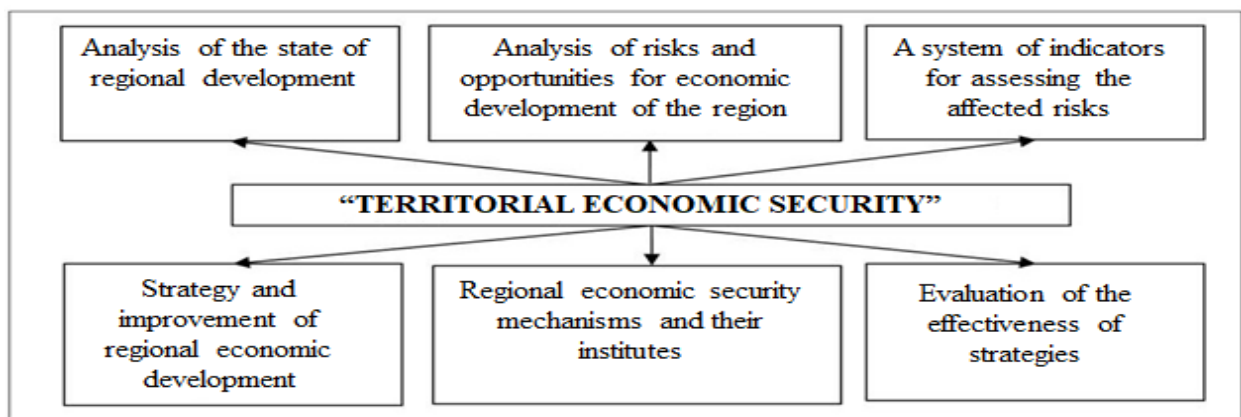 Analysis of the state of
regional development
Analysis of risks and
opportunities for economic
development of the region
A system of indicators
for assessing the
affected risks
“TERRITORIAL ECONOMIC SECURITY”
Strategy and
improvement of
regional economic
development
Regional economic security
mechanisms and their
institutes
Evaluation of the
effectiveness of
strategies